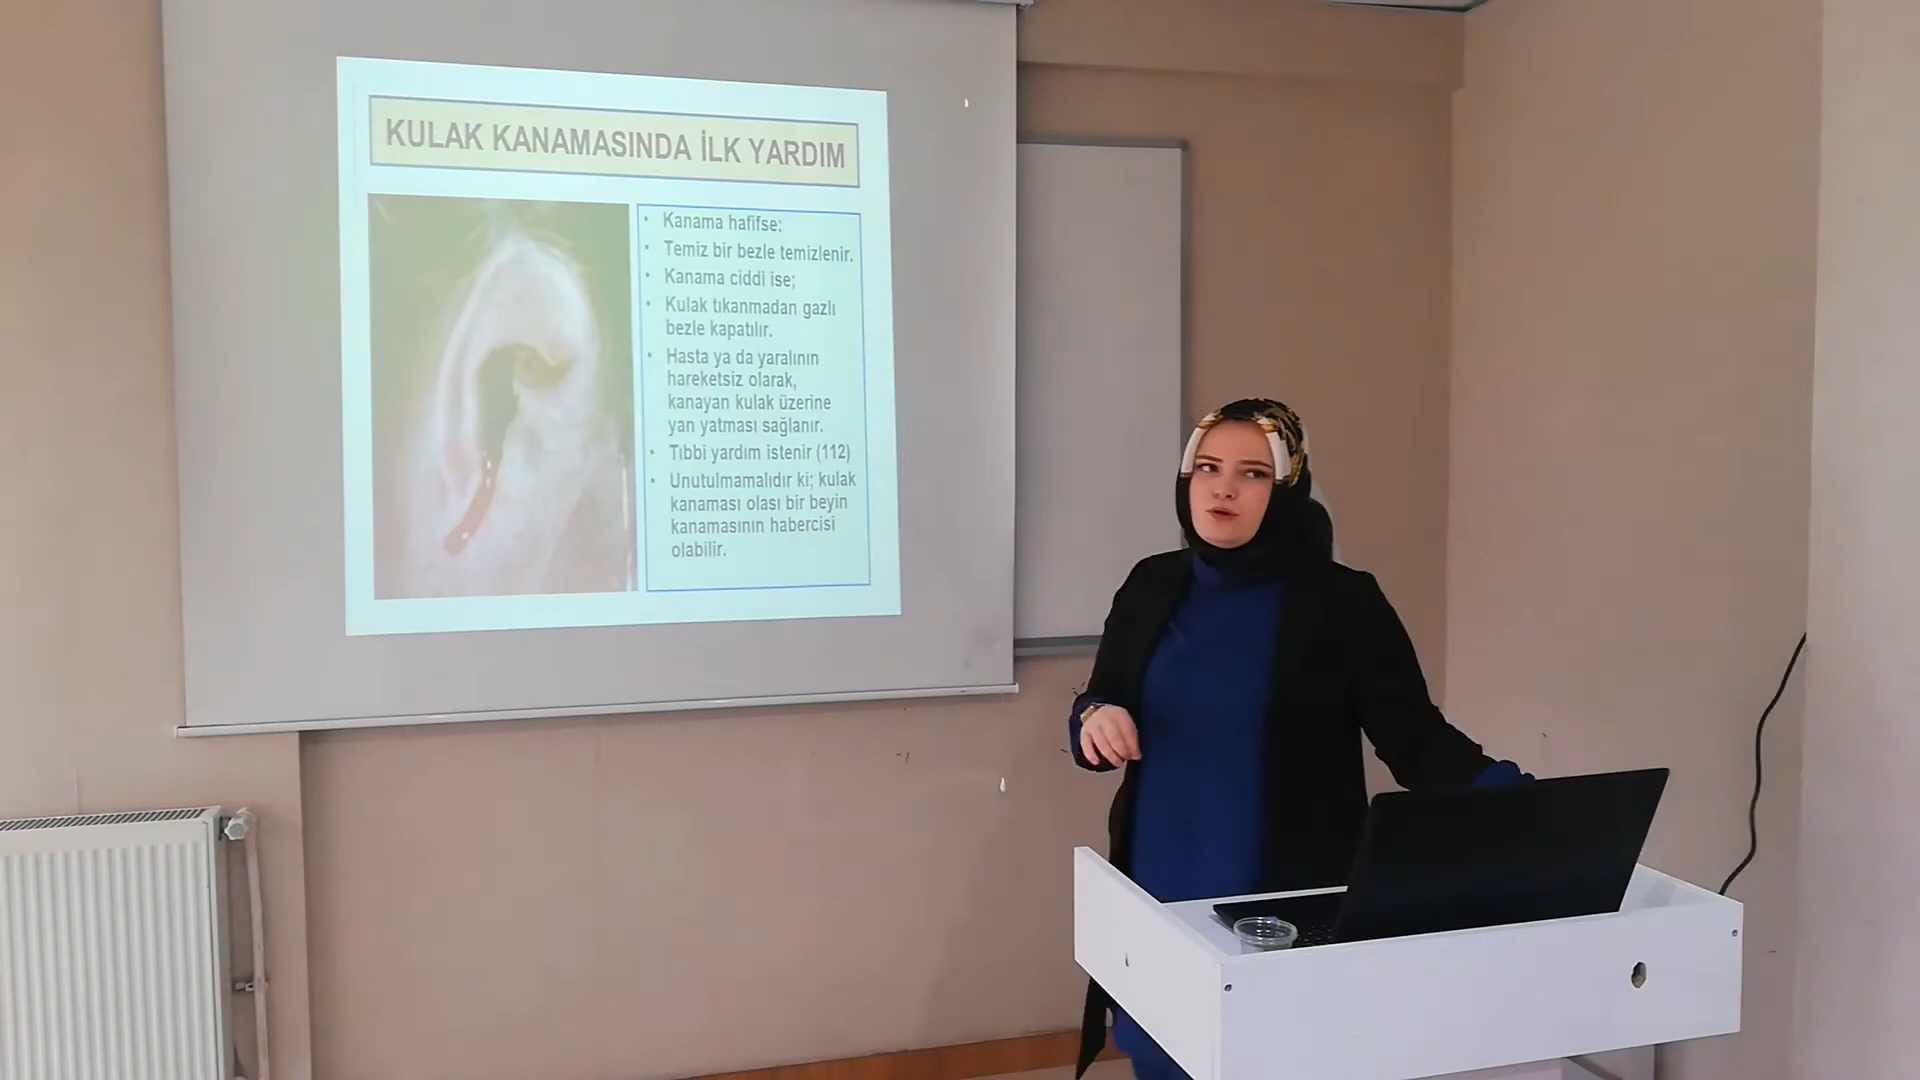 KULAK KANAMASINDA İLK YARDIM
• Kanama hafifse:
• Temiz bir bezle temizlenir.
• Kanama ciddi ise;
• Kulak tıkanmadan gazlı
bezle kapatılır.
• Hasta ya da yaralının
hareketsiz olarak,
kanayan kulak üzerine
yan yatması sağlanır.
• Tıbbi yardım istenir (112)
• Unutulmamalıdır ki; kulak
kanaması olası bir beyin
kanamasının habercisi
olabilir.